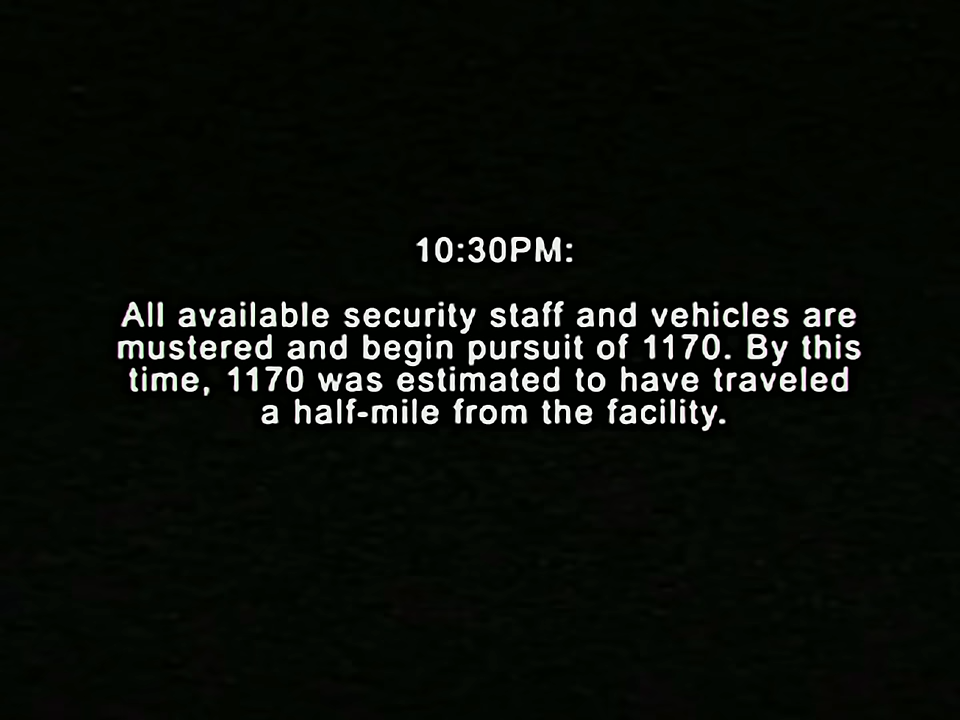 10:30PM:
All available security staff and vehicles are
mustered and begin pursuit of 1170. By this
time, 1170 was estimated to have traveled
a half-mile from the facility.